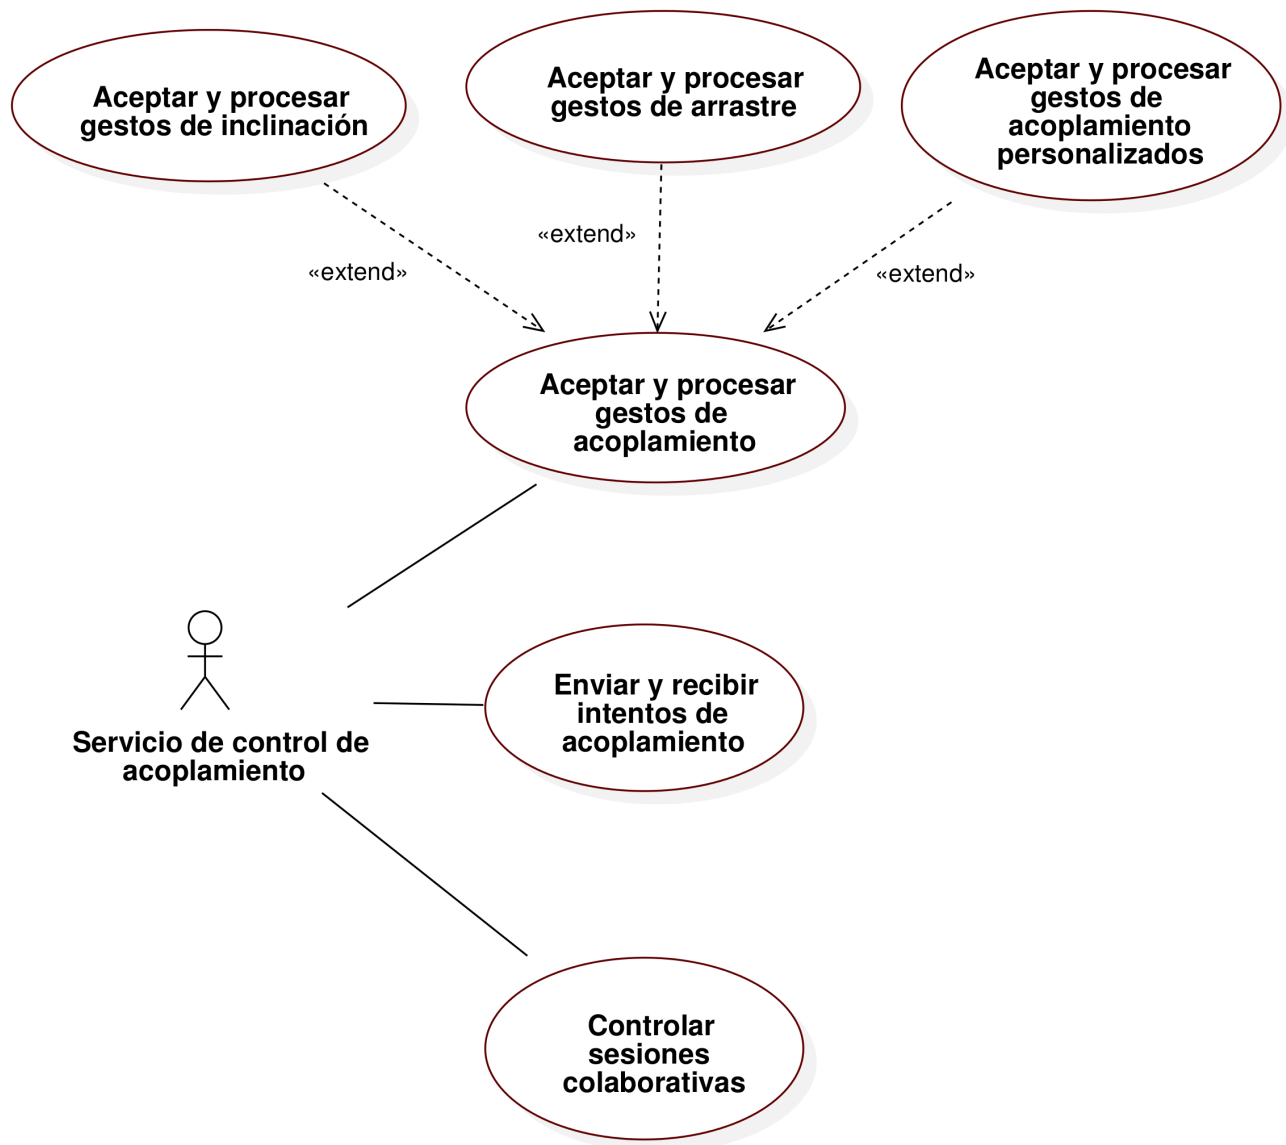 Aceptar y procesar
gestos de inclinación
Aceptar y procesar
gestos de arrastre
Aceptar y procesar
gestos de
acoplamiento
personalizados
«extend»
«extend»
«extend»
Aceptar y procesar
gestos de
acoplamiento
Servicio de control de
acoplamiento
Enviar y recibir
intentos de
acoplamiento
Controlar
sesiones
colaborativas